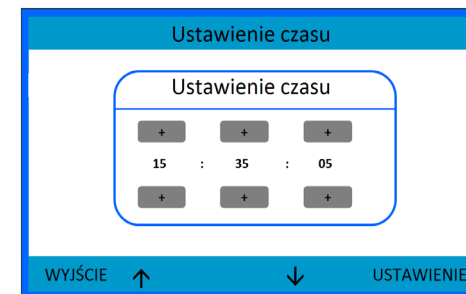 Ustawienie czasu
Ustawienie czasu
+ + +
15 : 35 : 05
+ + +
WYJŚCIE ↑ ↓ USTAWIENIE